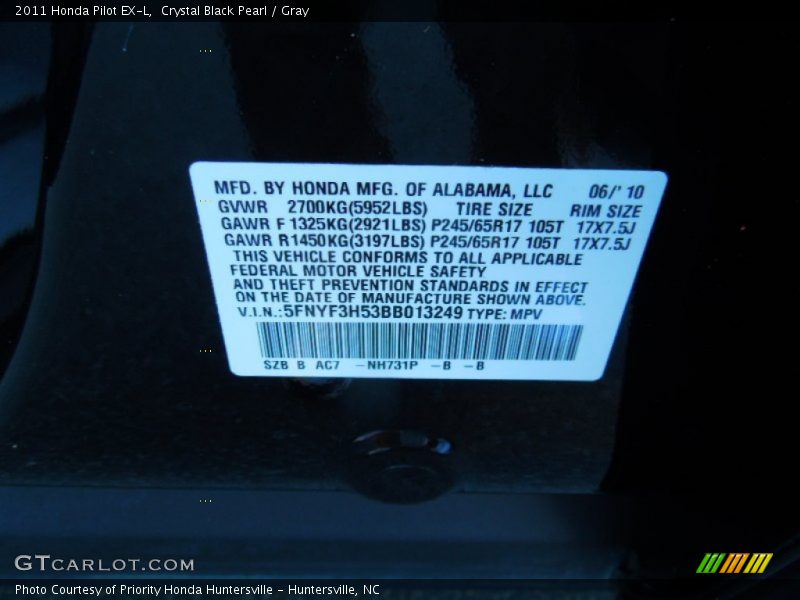 2011 Honda Pilot EX-L,  Crystal Black Pearl / Gray
MFD. BY HONDA MFG. OF ALABAMA, LLC 06/'10
GVWR 2700KG(5952LBS) TIRE SIZE RIM SIZE
GAWR F 1325KG(2921LBS) P245/65R17 105T 17X7.5J
GAWR R1450KG(3197LBS) P245/65R17 105T 17X7.5J
THIS VEHICLE CONFORMS TO ALL APPLICABLE
FEDERAL MOTOR VEHICLE SAFETY
AND THEFT PREVENTION STANDARDS IN EFFECT
ON THE DATE OF MANUFACTURE SHOWN ABOVE.
V.I.N.:5FNYF3H53BB013249 TYPE: MPV
SZB B AC7 -NH731P -B -B
GTCARLOT.COM
Photo Courtesy of Priority Honda Huntersville - Huntersville, NC